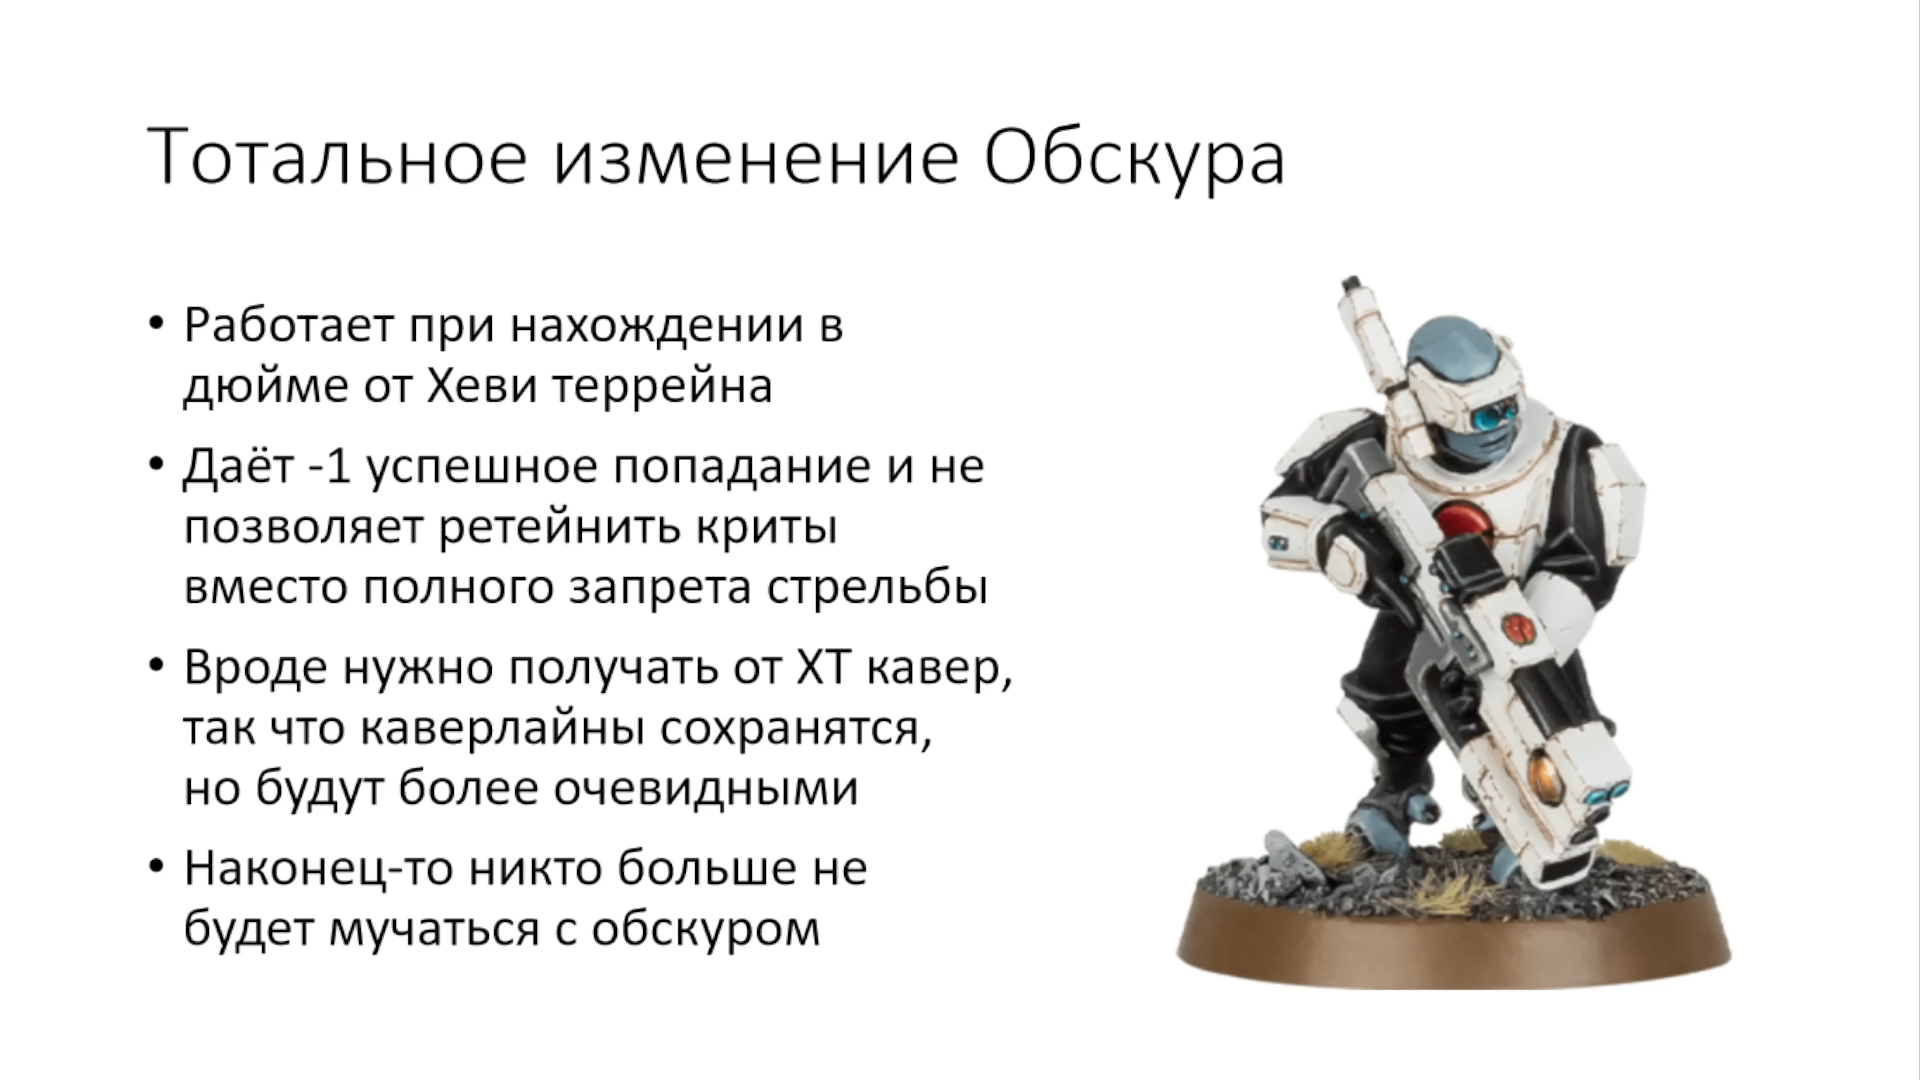 Тотальное изменение Обскура
• Работает при нахождении в
дюйме от Хеви террейна
• Даёт -1 успешное попадание и не
позволяет ретейнить криты
вместо полного запрета стрельбы
• Вроде нужно получать от ХТ кавер,
так что каверлайны сохранятся,
но будут более очевидными
• Наконец-то никто больше не
будет мучаться с обскуром